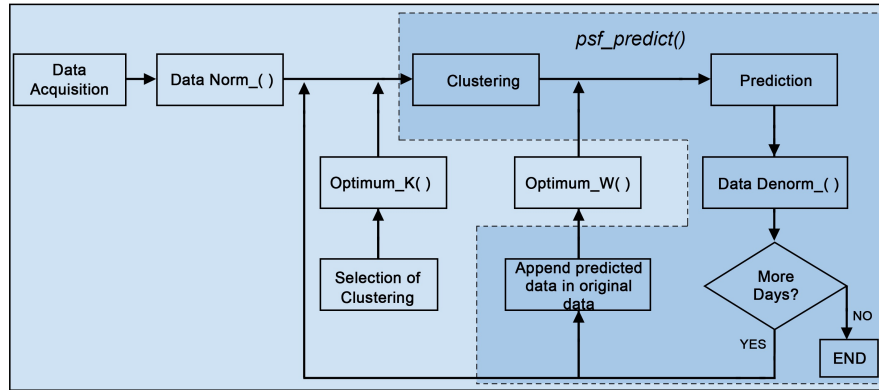 psf_predict()
Data
Acquisition
Data Norm_( )
Clustering
Prediction
Optimum_K( )
Optimum_W( )
Data Denorm_( )
Selection of
Clustering
Append predicted
data in original
data
More
Days?
NO
YES
END